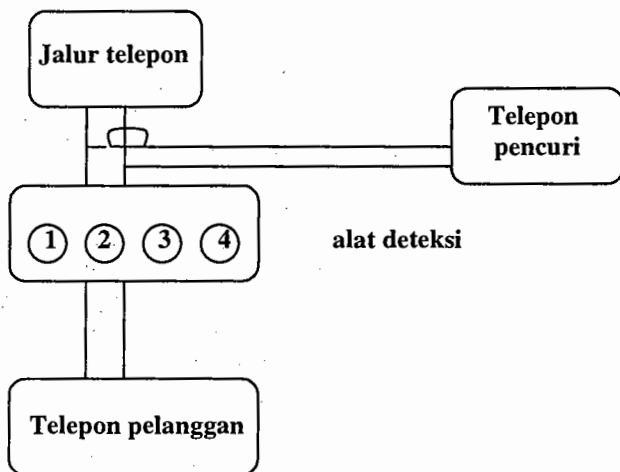 Jalur telepon
Telepon
pencuri
1 2 3 4
alat deteksi
Telepon pelanggan